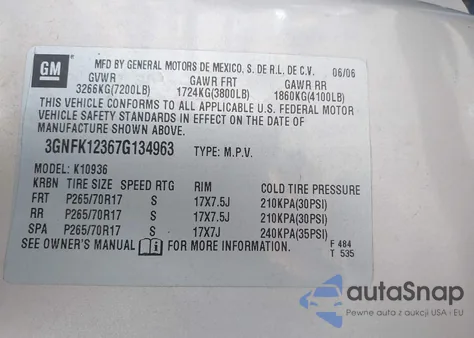 GM
MFD BY GENERAL MOTORS DE MEXICO, S. DE R.L, DE C.V. 06/06
GVWR GAWR FRT GAWR RR
3266KG(7200LB) 1724KG(3800LB) 1860KG(4100LB)
THIS VEHICLE CONFORMS TO ALL APPLICABLE U.S. FEDERAL MOTOR
VEHICLE SAFETY STANDARDS IN EFFECT ON THE DATE OF
MANUFACTURE SHOWN ABOVE.
3GNFK12367G134963 TYPE: M.P.V.
MODEL: K10936
KRBN TIRE SIZE SPEED RTG RIM COLD TIRE PRESSURE
FRT P265/70R17 S 17X7.5J 210KPA(30PSI)
RR P265/70R17 S 17X7.5J 210KPA(30PSI)
SPA P265/70R17 S 17X7J 240KPA(35PSI)
SEE OWNER'S MANUAL FOR MORE INFORMATION. F 484
T 535
autoSnap
Pewne auta z aukcji USA i EU